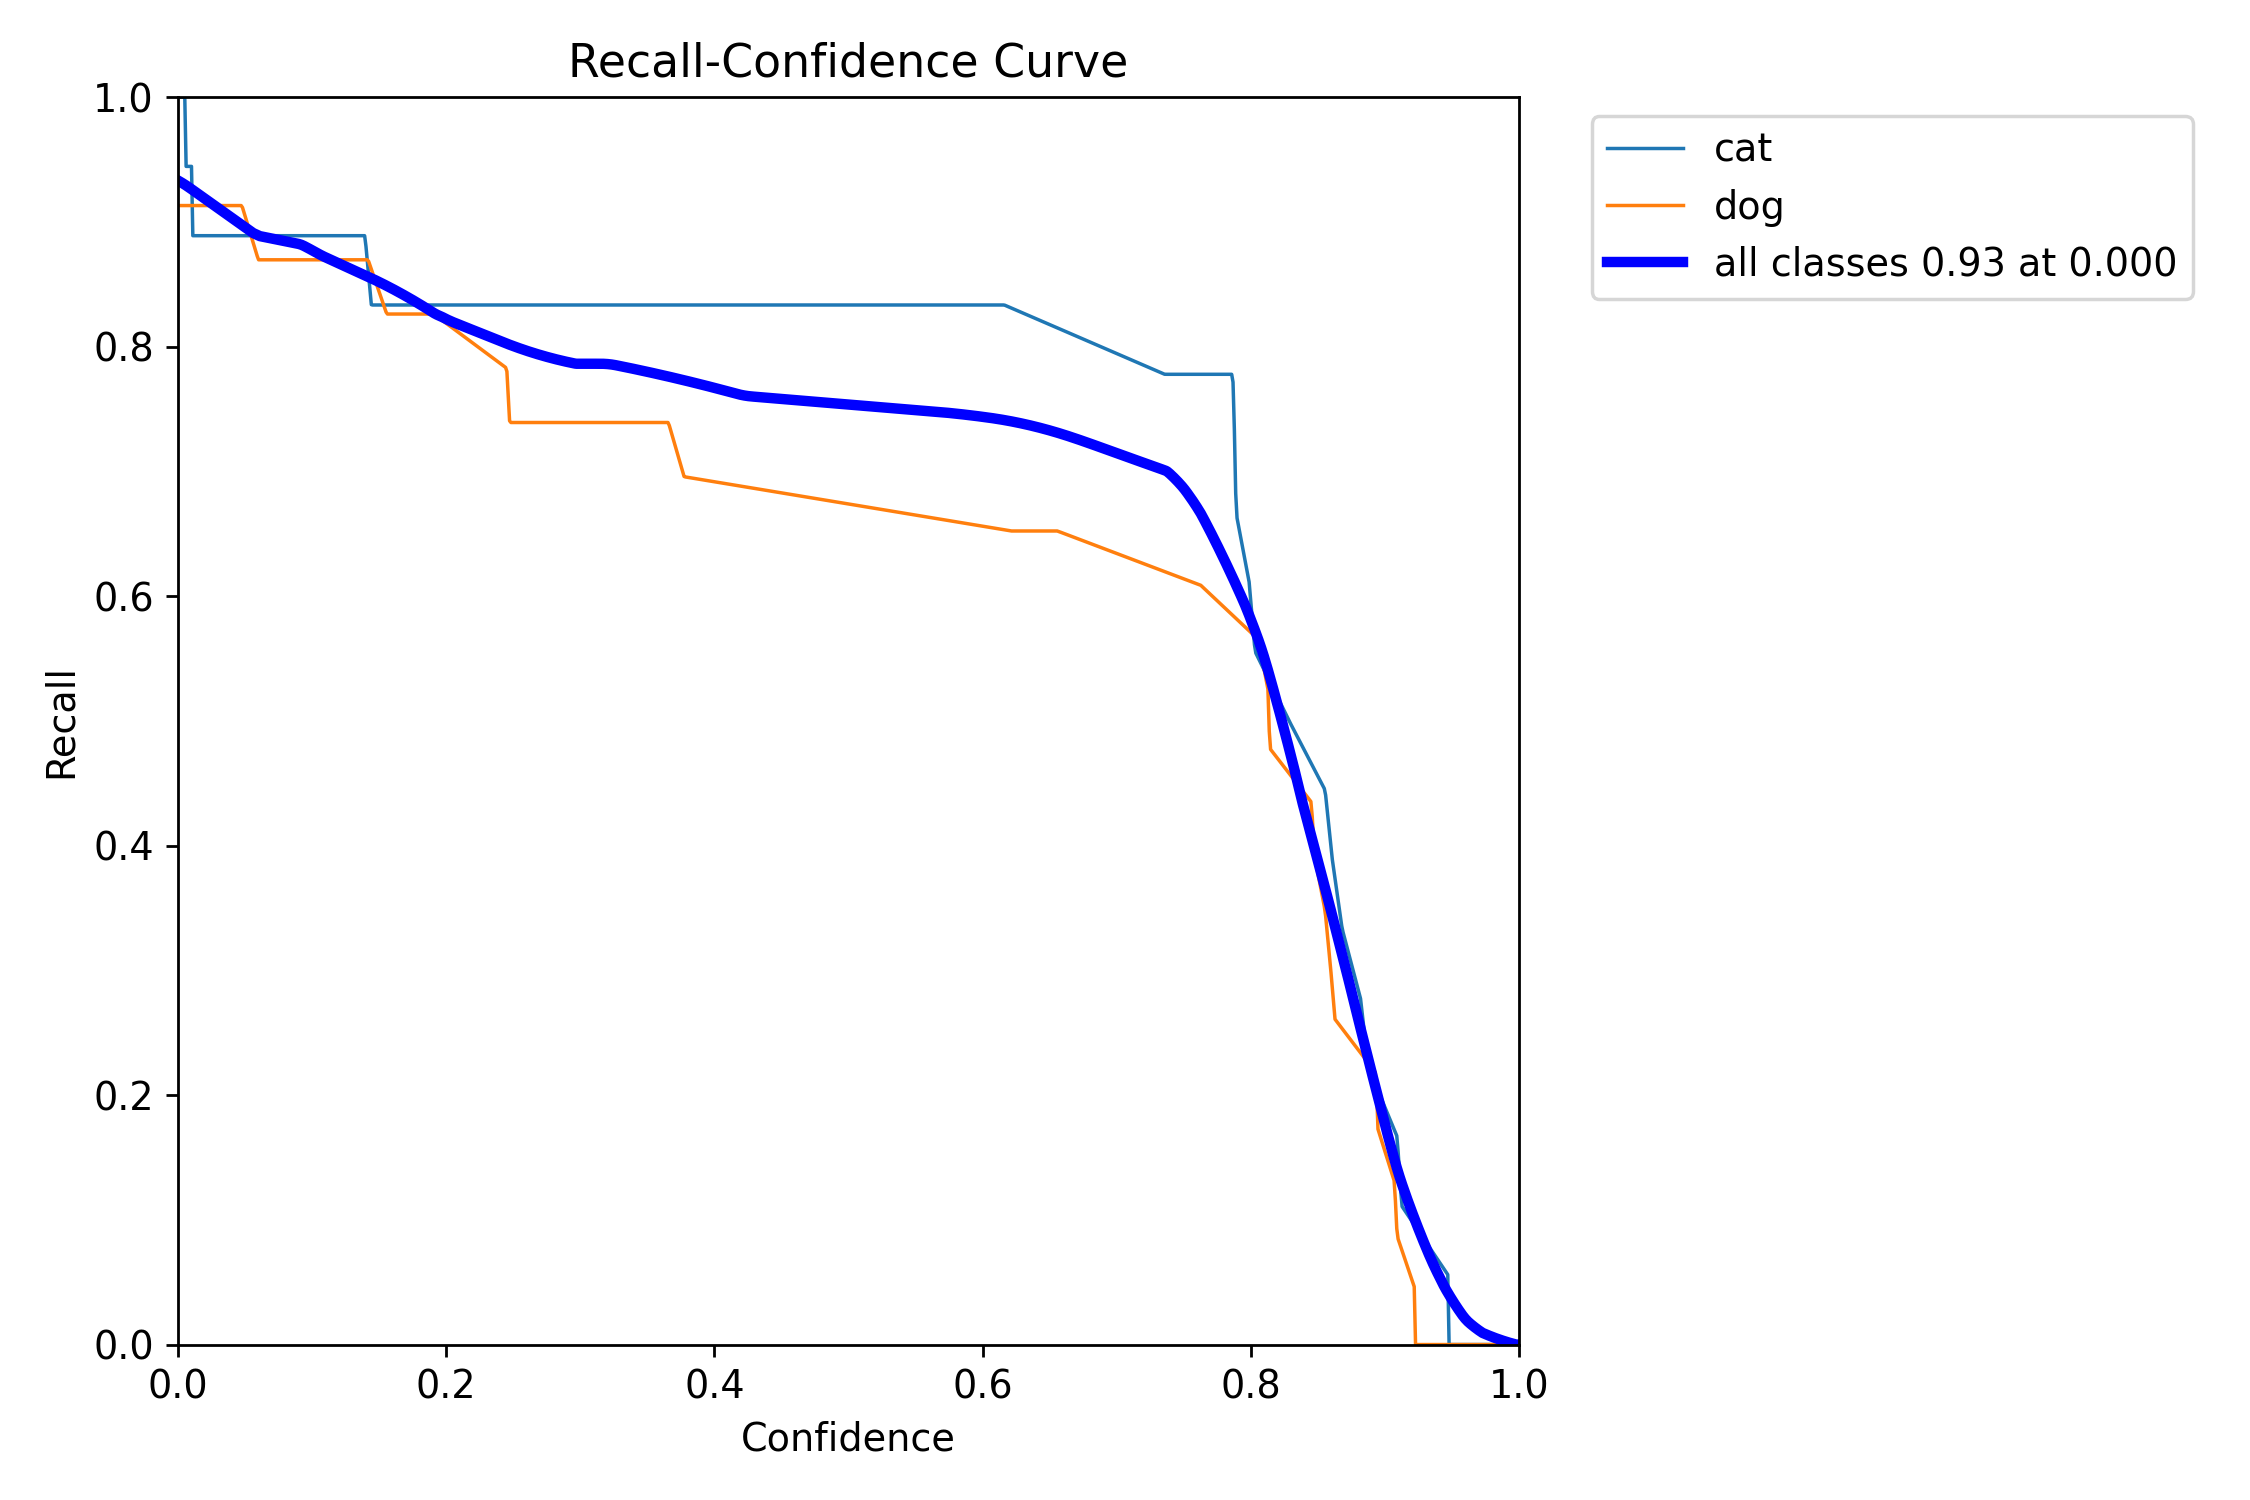 Recall-Confidence Curve
1.0
0.8
0.6
0.4
0.2
0.0
Recall
0.0 0.2 0.4 0.6 0.8 1.0
Confidence
cat
dog
all classes 0.93 at 0.000